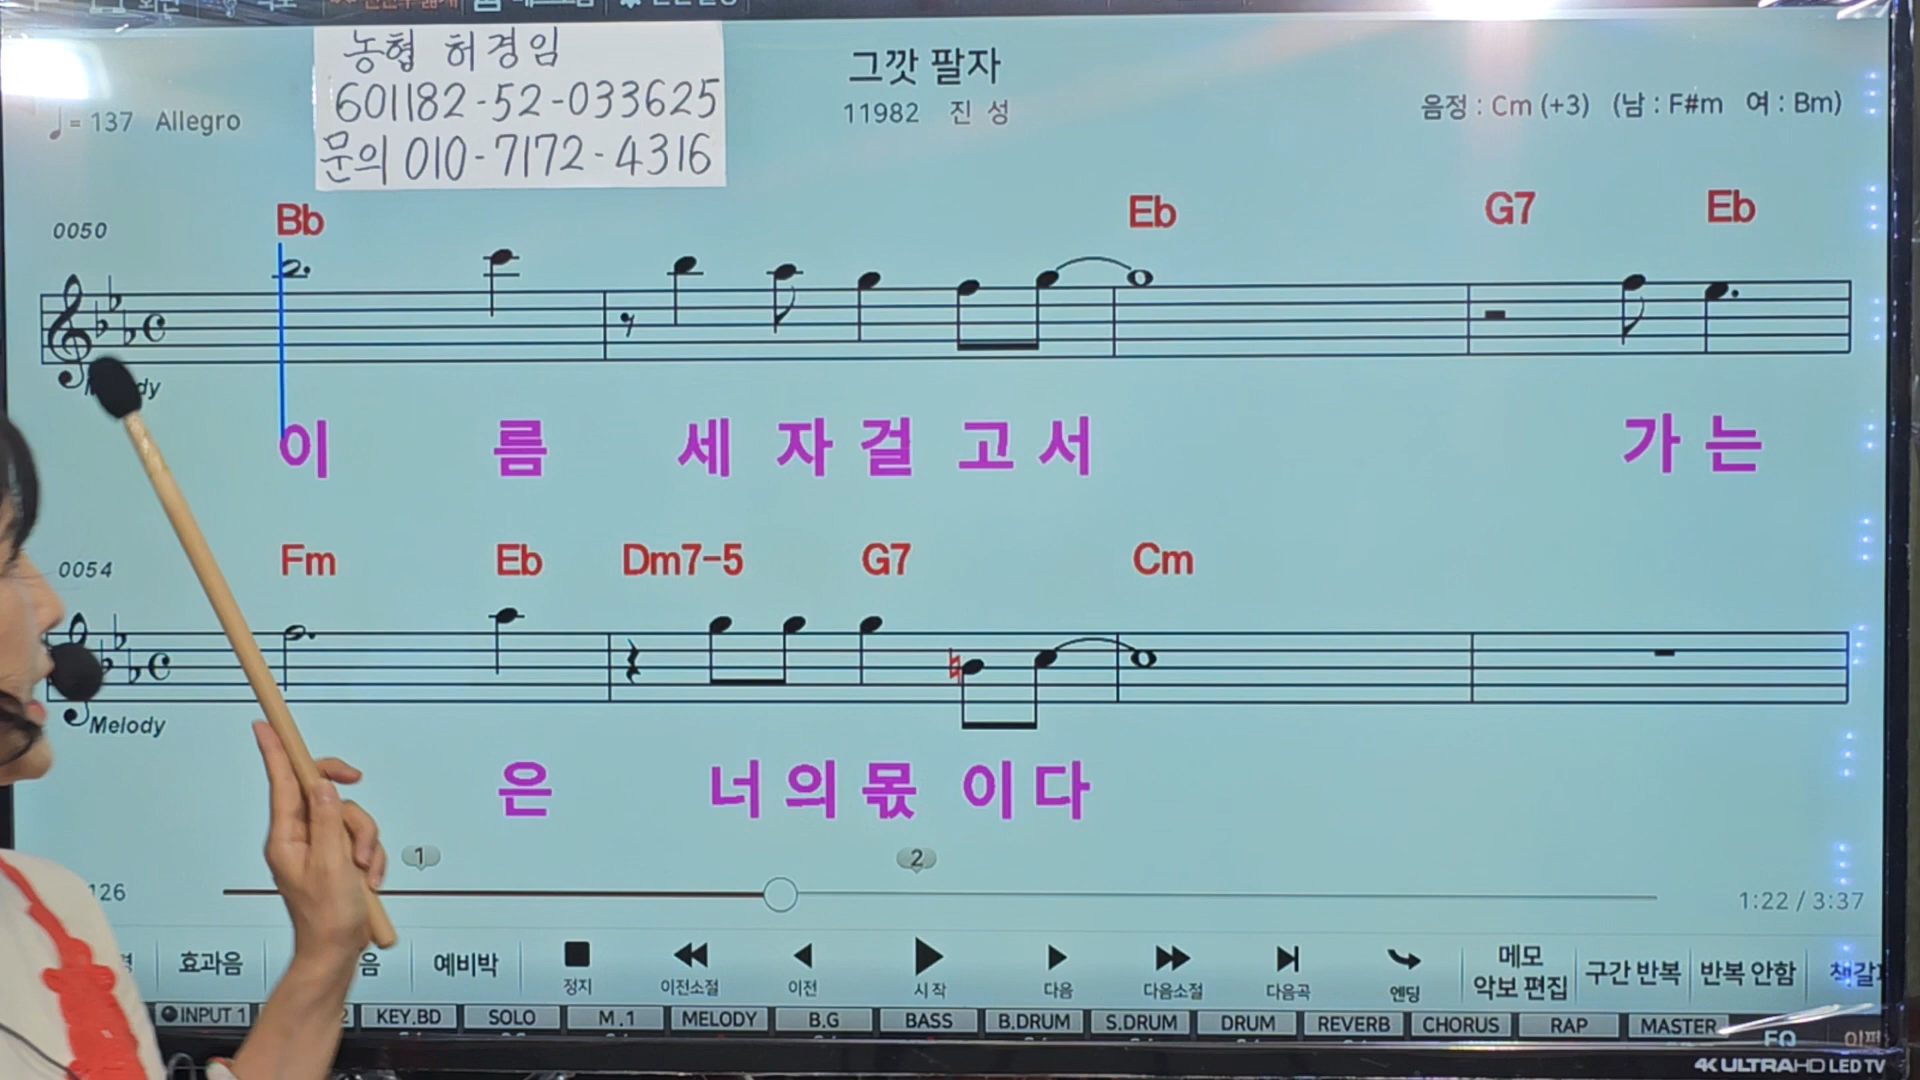 농협 허경임
601182-52-033625
문의 010-7172-4316
그깟 팔자
11982 진 성
= 137 Allegro
음정 : Cm (+3) (남 : F#m 여 : Bm)
0050
Bb Eb G7 Eb
이 름 세 자 걸 고 서 가 는
0054
Fm Eb Dm7-5 G7 Cm
Melody
은 너 의 몫 이 다
1 2
126
1:22 / 3:37
효과음 음 예비박 정지 이전소절 이전 시작 다음 다음소절 다음곡 엔딩 메모 악보 편집 구간 반복 반복 안함
INPUT 1 2 KEY.BD SOLO M.1 MELODY B.G BASS B.DRUM S.DRUM DRUM REVERB CHORUS RAP MASTER EQ
4K ULTRA HD LED TV